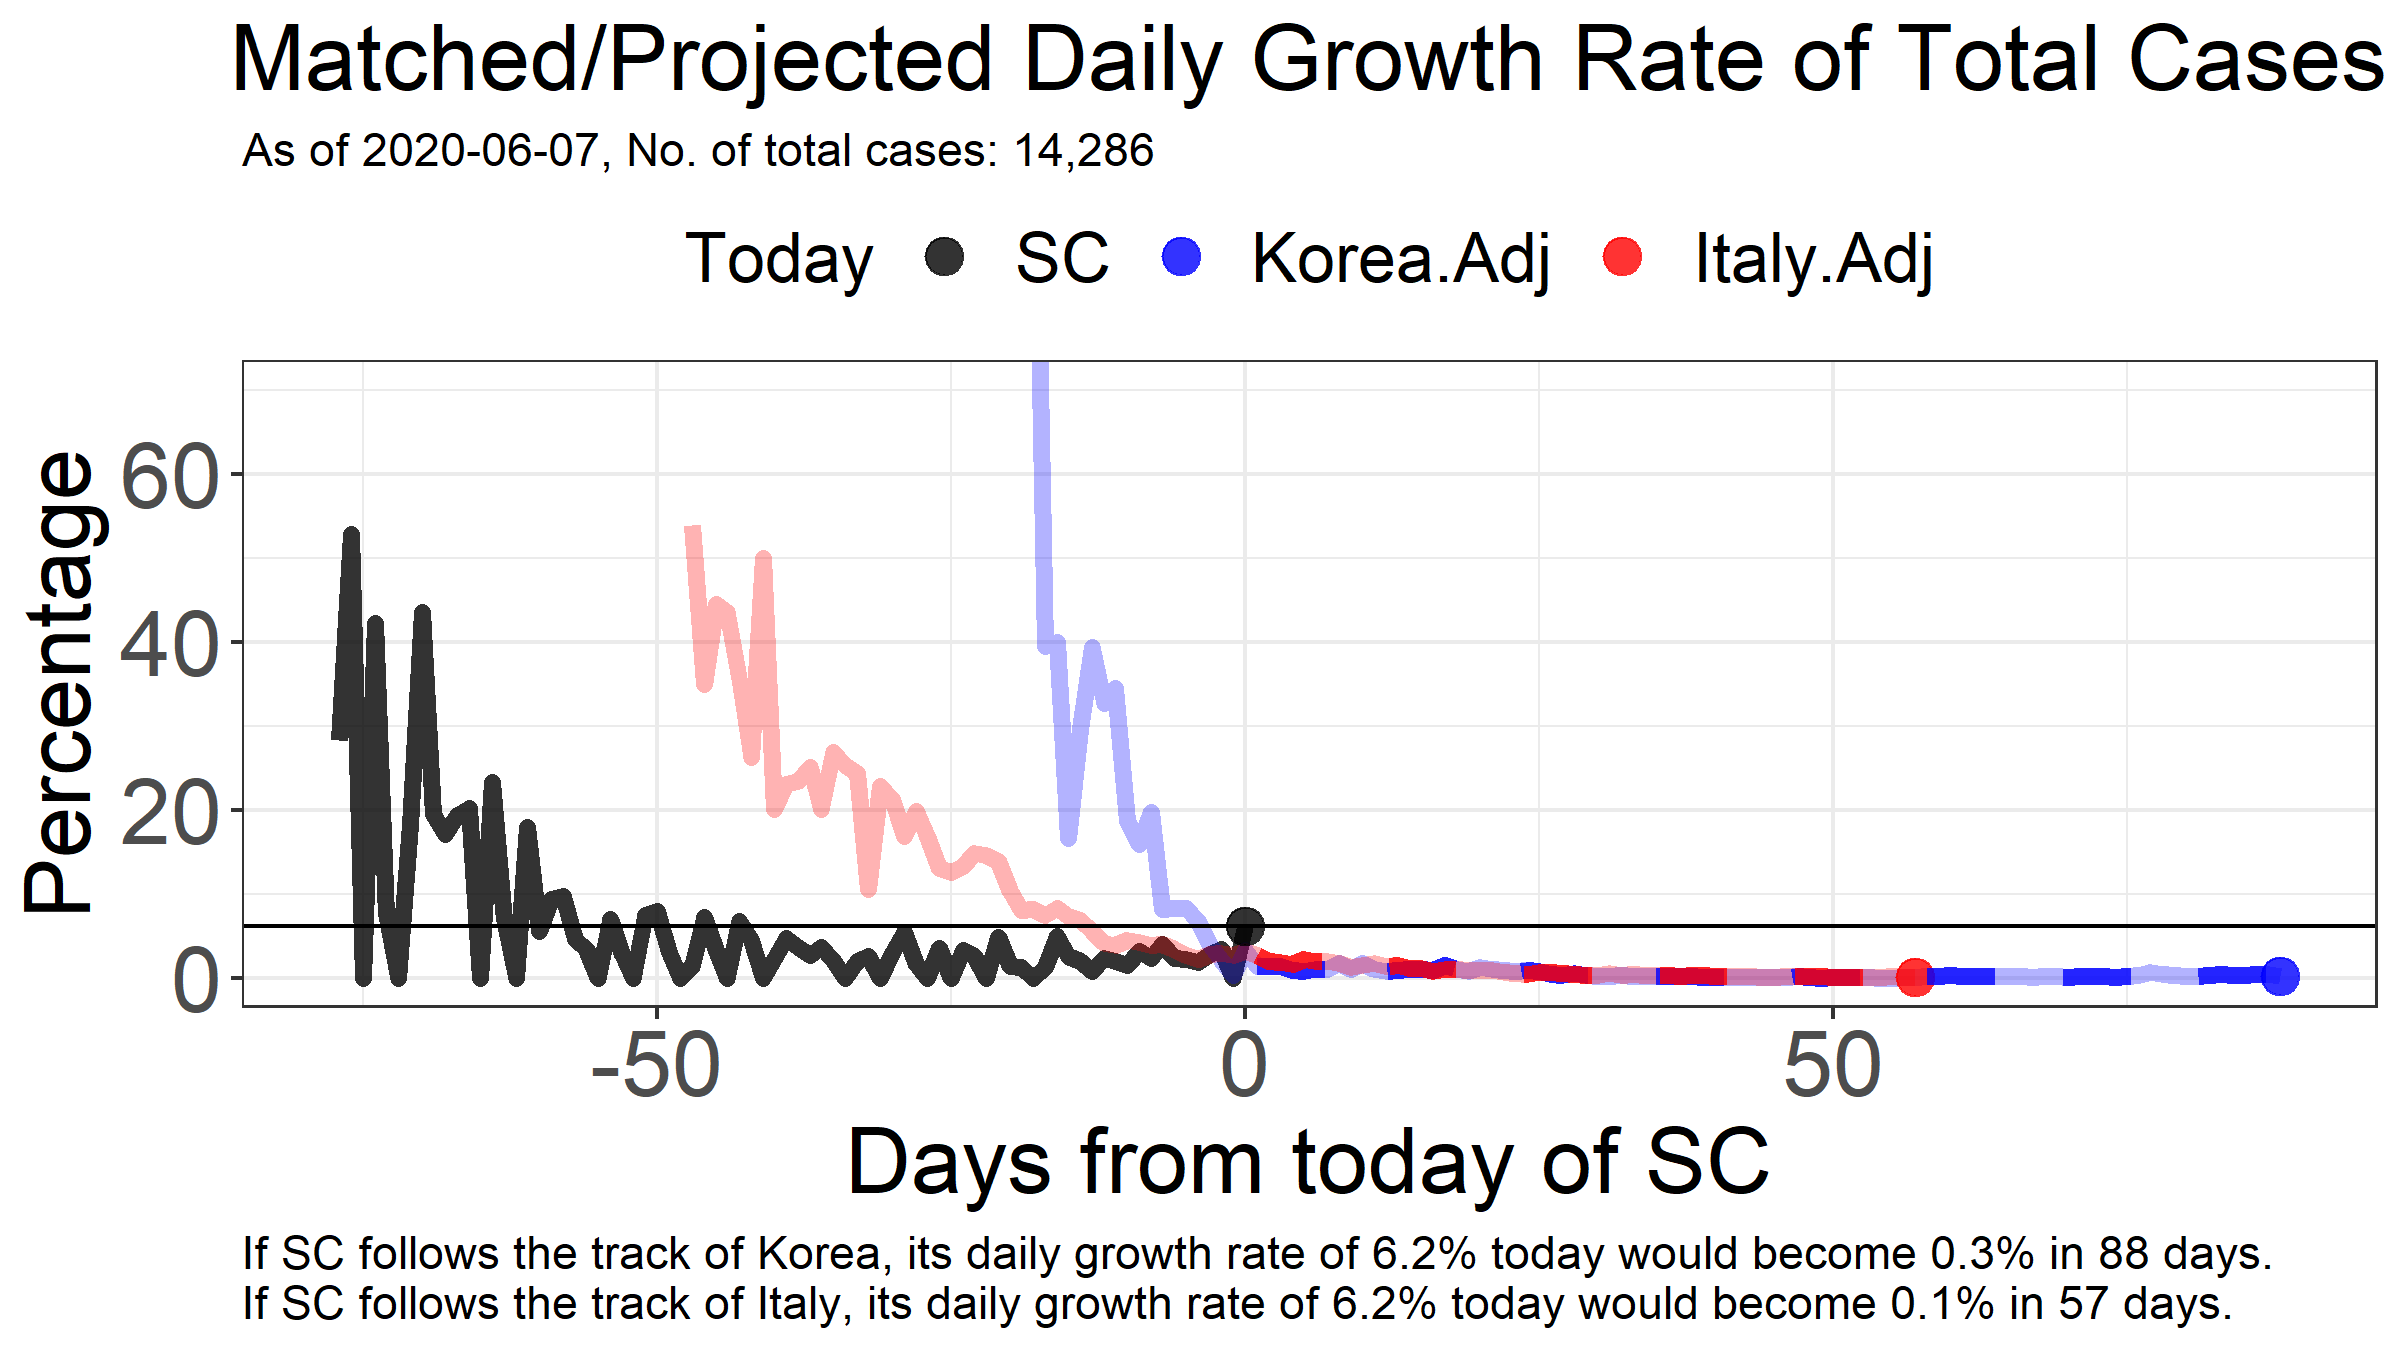 Matched/Projected Daily Growth Rate of Total Cases
As of 2020-06-07, No. of total cases: 14,286
Today SC Korea.Adj Italy.Adj
Percentage
60
40
20
0
-50 0 50
Days from today of SC
If SC follows the track of Korea, its daily growth rate of 6.2% today would become 0.3% in 88 days.
If SC follows the track of Italy, its daily growth rate of 6.2% today would become 0.1% in 57 days.